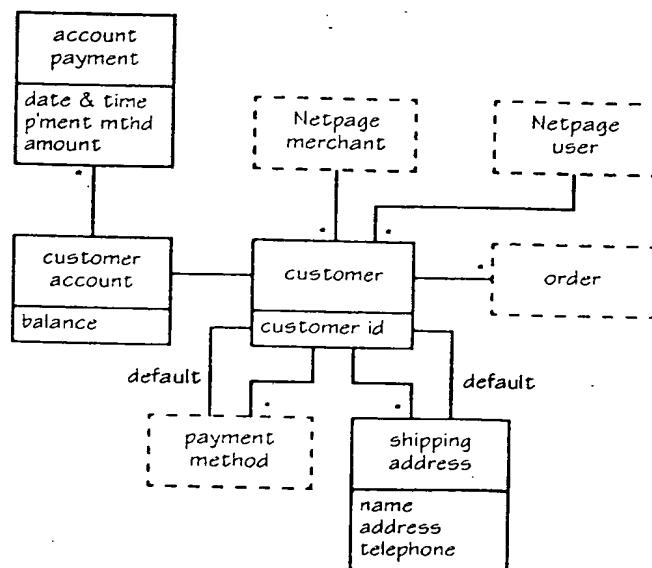 account
payment
date & time
p'ment mthd
amount
*
Netpage
merchant
*
Netpage
user
*
customer
account
balance
customer
customer id
*
order
default
*
payment
method
*
default
shipping
address
name
address
telephone